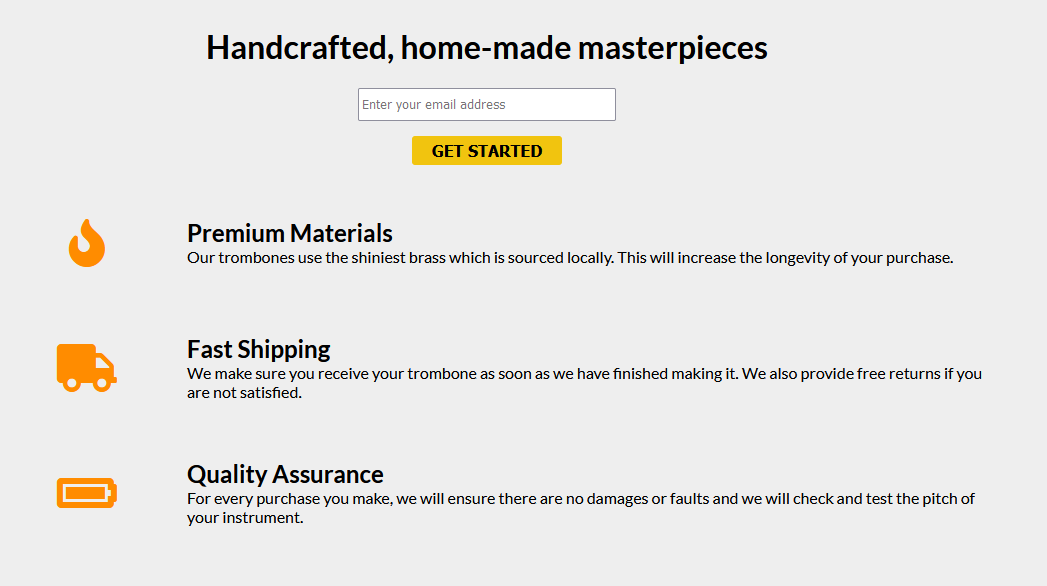 Handcrafted, home-made masterpieces
Enter your email address
GET STARTED
Premium Materials
Our trombones use the shiniest brass which is sourced locally. This will increase the longevity of your purchase.
Fast Shipping
We make sure you receive your trombone as soon as we have finished making it. We also provide free returns if you
are not satisfied.
Quality Assurance
For every purchase you make, we will ensure there are no damages or faults and we will check and test the pitch of
your instrument.